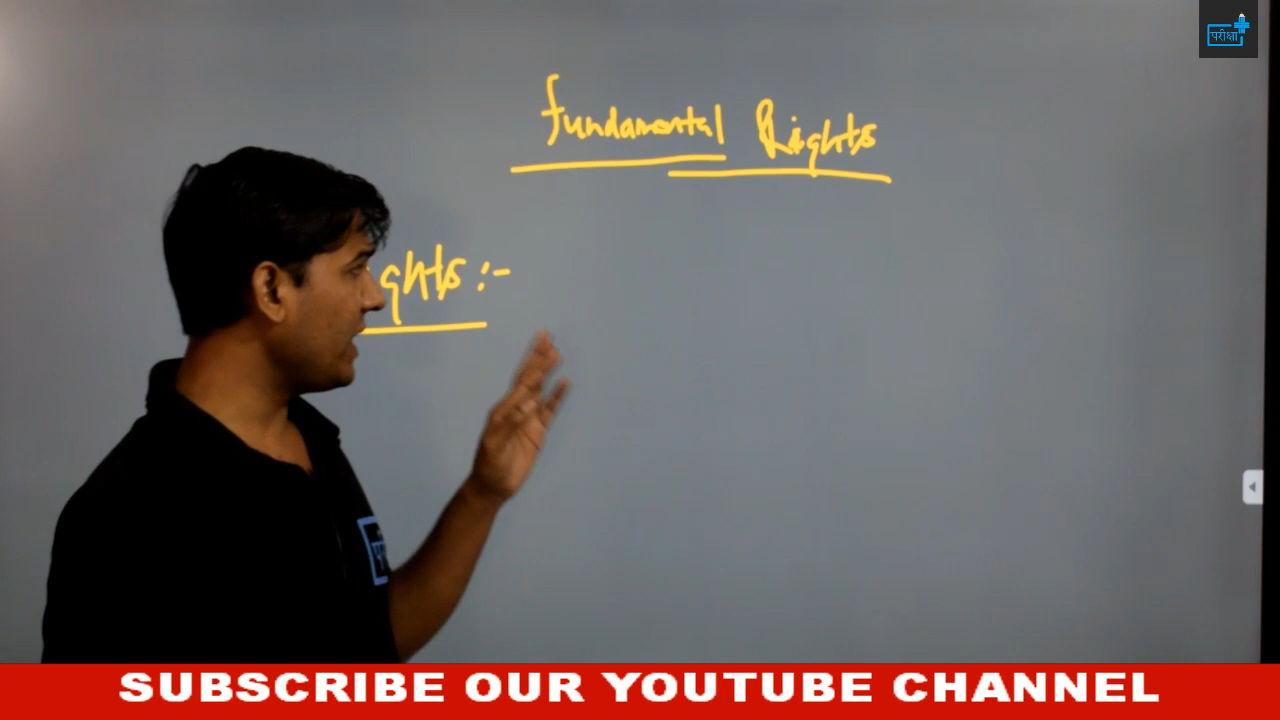 परीक्षा
Fundamental Rights
ghts :-
SUBSCRIBE OUR YOUTUBE CHANNEL